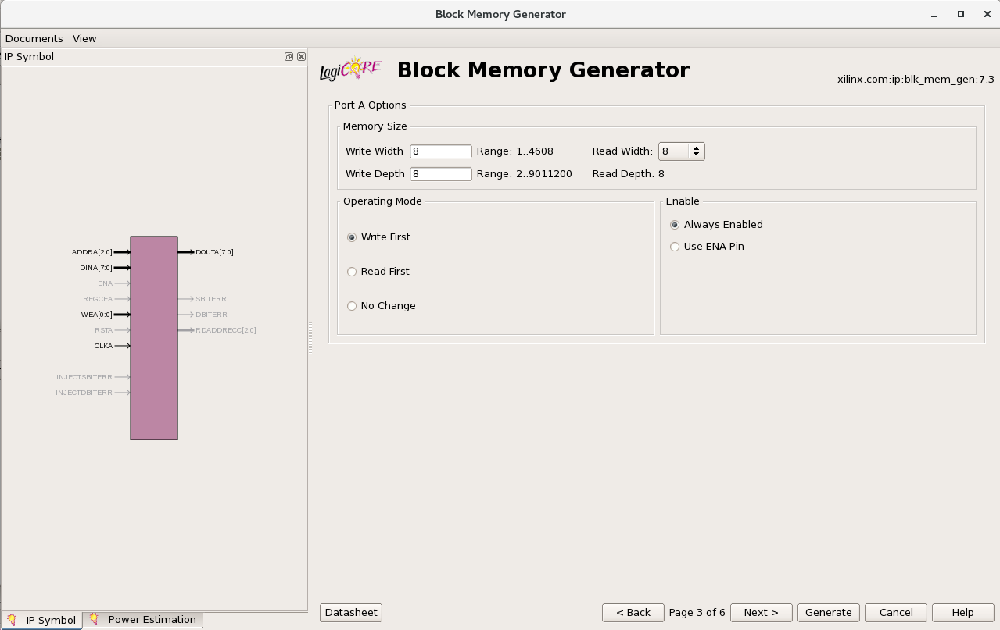 Block Memory Generator
Documents View
IP Symbol
LogiCORE
Block Memory Generator
xilinx.com:ip:blk_mem_gen:7.3
Port A Options
Memory Size
Write Width 8 Range: 1..4608 Read Width: 8
Write Depth 8 Range: 2..9011200 Read Depth: 8
Operating Mode
Write First
Read First
No Change
Enable
Always Enabled
Use ENA Pin
ADDRA[2:0] DOUTA[7:0]
DINA[7:0]
ENA
REGCEA SBITERR
WEA[0:0] DBITERR
RSTA RDADDRECC[2:0]
CLKA
INJECTSBITERR
INJECTDBITERR
IP Symbol Power Estimation
Datasheet < Back Page 3 of 6 Next > Generate Cancel Help